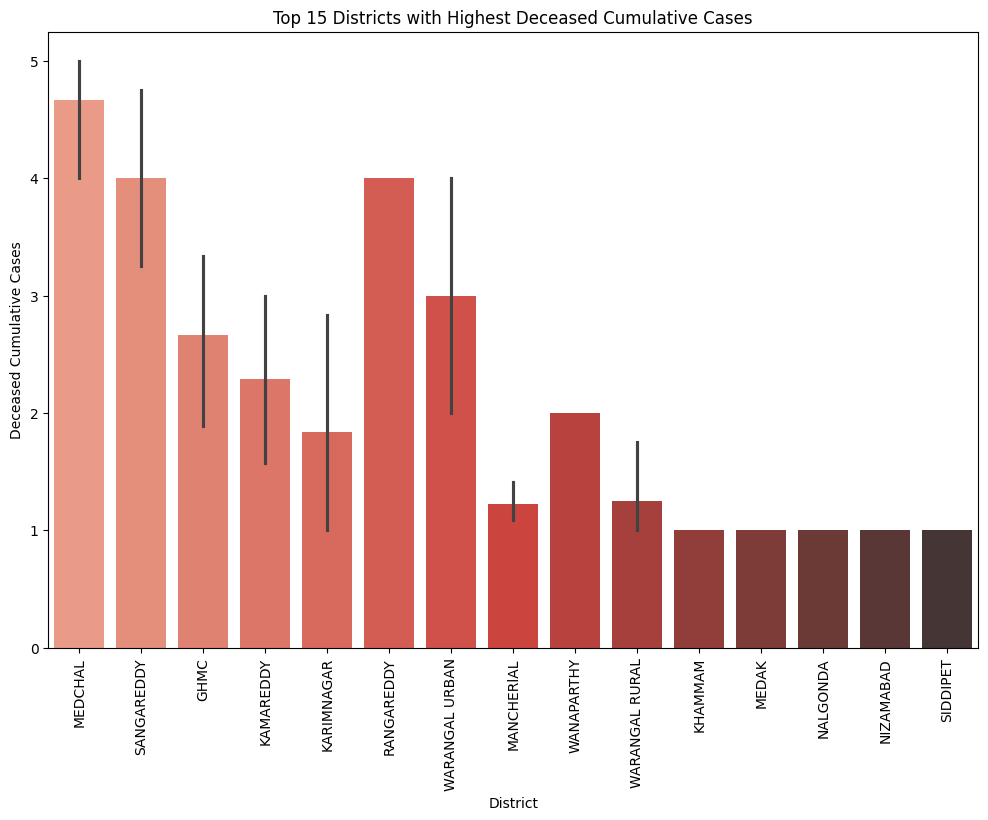 Top 15 Districts with Highest Deceased Cumulative Cases
Deceased Cumulative Cases
5
4
3
2
1
0
MEDCHAL
SANGAREDDY
GHMC
KAMAREDDY
KARIMNAGAR
RANGAREDDY
WARANGAL URBAN
MANCHERIAL
WANAPARTHY
WARANGAL RURAL
KHAMMAM
MEDAK
NALGONDA
NIZAMABAD
SIDDIPET
District